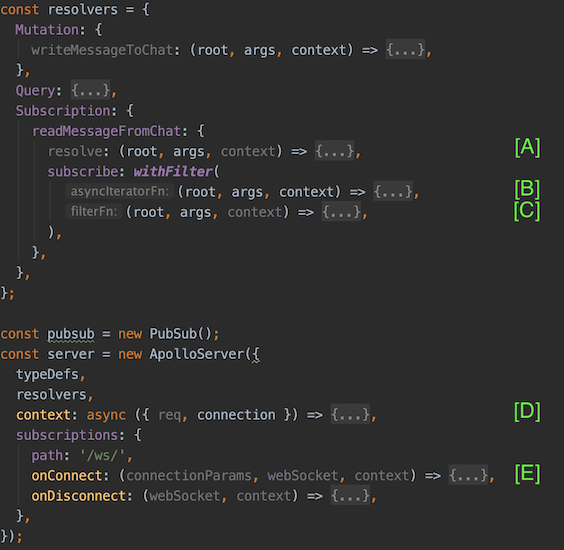 const resolvers = {
Mutation: {
writeMessageToChat: (root, args, context) => {...},
},
Query: {...},
Subscription: {
readMessageFromChat: {
resolve: (root, args, context) => {...}, [A]
subscribe: withFilter(
asyncIteratorFn: (root, args, context) => {...}, [B]
filterFn: (root, args, context) => {...}, [C]
),
},
},
};
const pubsub = new PubSub();
const server = new ApolloServer({
typeDefs,
resolvers,
context: async ({ req, connection }) => {...}, [D]
subscriptions: {
path: '/ws/',
onConnect: (connectionParams, webSocket, context) => {...}, [E]
onDisconnect: (webSocket, context) => {...},
},
});